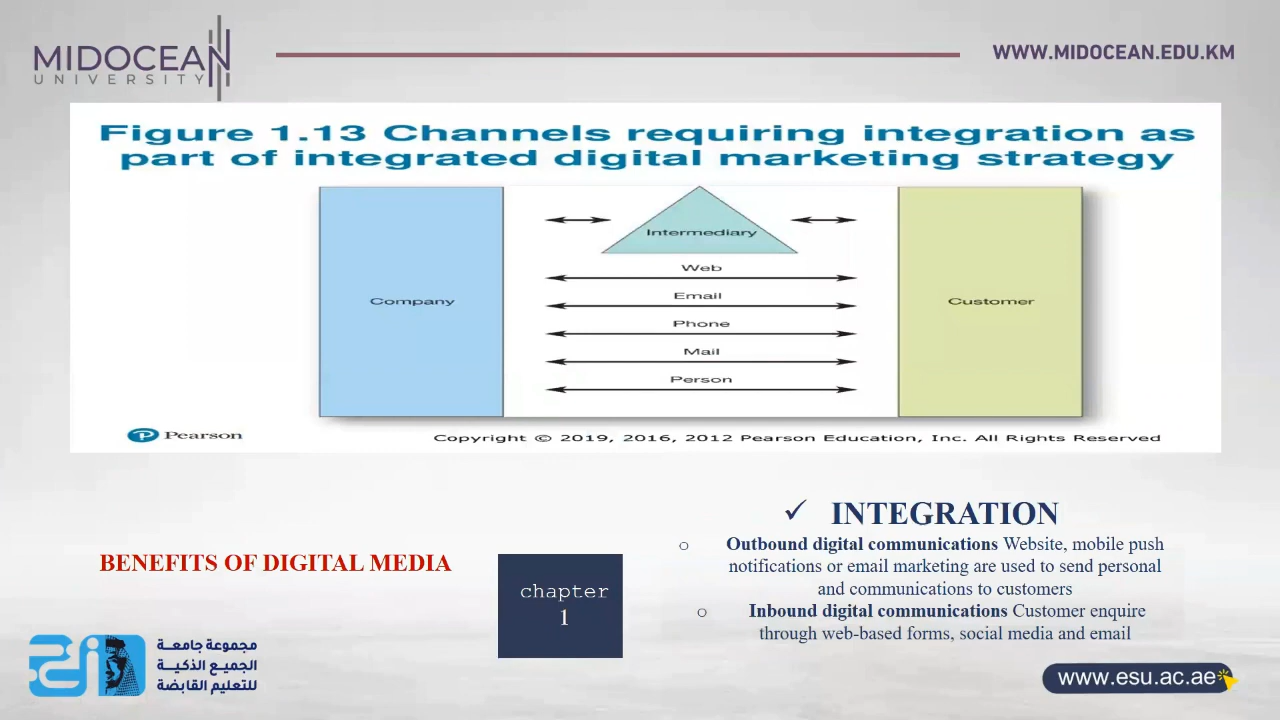 MIDOCEAN
UNIVERSITY
WWW.MIDOCEAN.EDU.KM
Figure 1.13 Channels requiring integration as
part of integrated digital marketing strategy
Intermediary
Web
Email
Company
Customer
Phone
Mail
Person
Pearson
Copyright © 2019, 2016, 2012 Pearson Education, Inc. All Rights Reserved
✓ INTEGRATION
o Outbound digital communications Website, mobile push
notifications or email marketing are used to send personal
and communications to customers
o Inbound digital communications Customer enquire
through web-based forms, social media and email
BENEFITS OF DIGITAL MEDIA
chapter
1
مجموعة جامعة
الجميع الذكية
للتعليم القابضة
www.esu.ac.ae